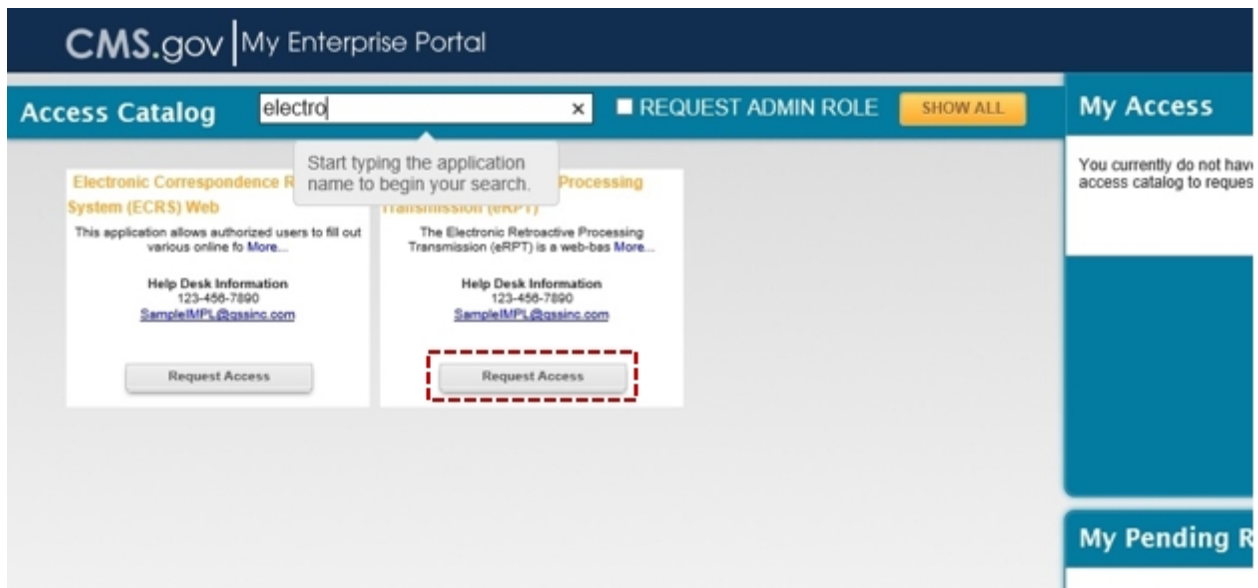 CMS.gov My Enterprise Portal
Access Catalog
electro
×
REQUEST ADMIN ROLE
SHOW ALL
Start typing the application
name to begin your search.
Electronic Correspondence R
System (ECRS) Web
This application allows authorized users to fill out
various online fo More...
Help Desk Information
123-456-7890
SampleIMPL@qssinc.com
Request Access
Processing
Transmission (eRPT)
The Electronic Retroactive Processing
Transmission (eRPT) is a web-bas More...
Help Desk Information
123-456-7890
SampleIMPL@qssinc.com
Request Access
My Access
You currently do not hav
access catalog to reques
My Pending R